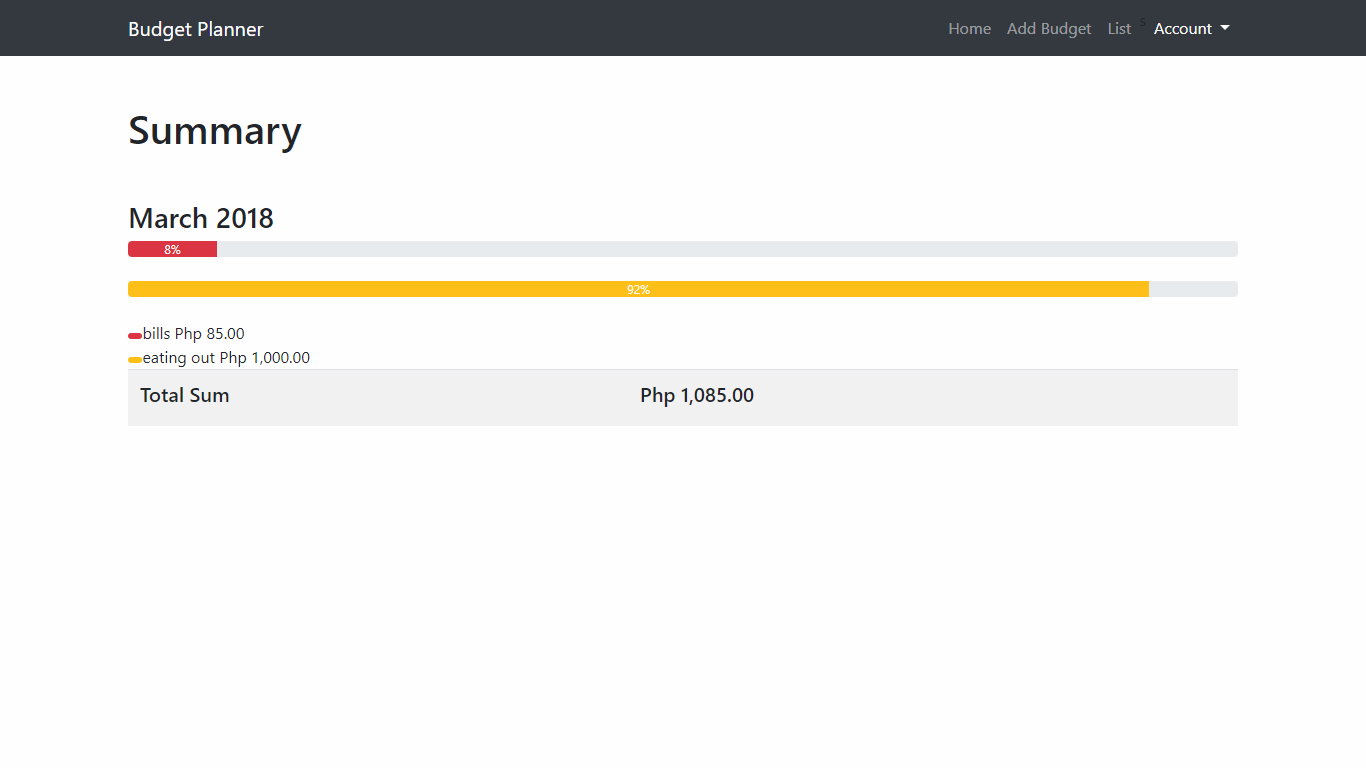 Budget Planner Home Add Budget List s Account
Summary
March 2018
8%
92%
bills Php 85.00
eating out Php 1,000.00
Total Sum Php 1,085.00